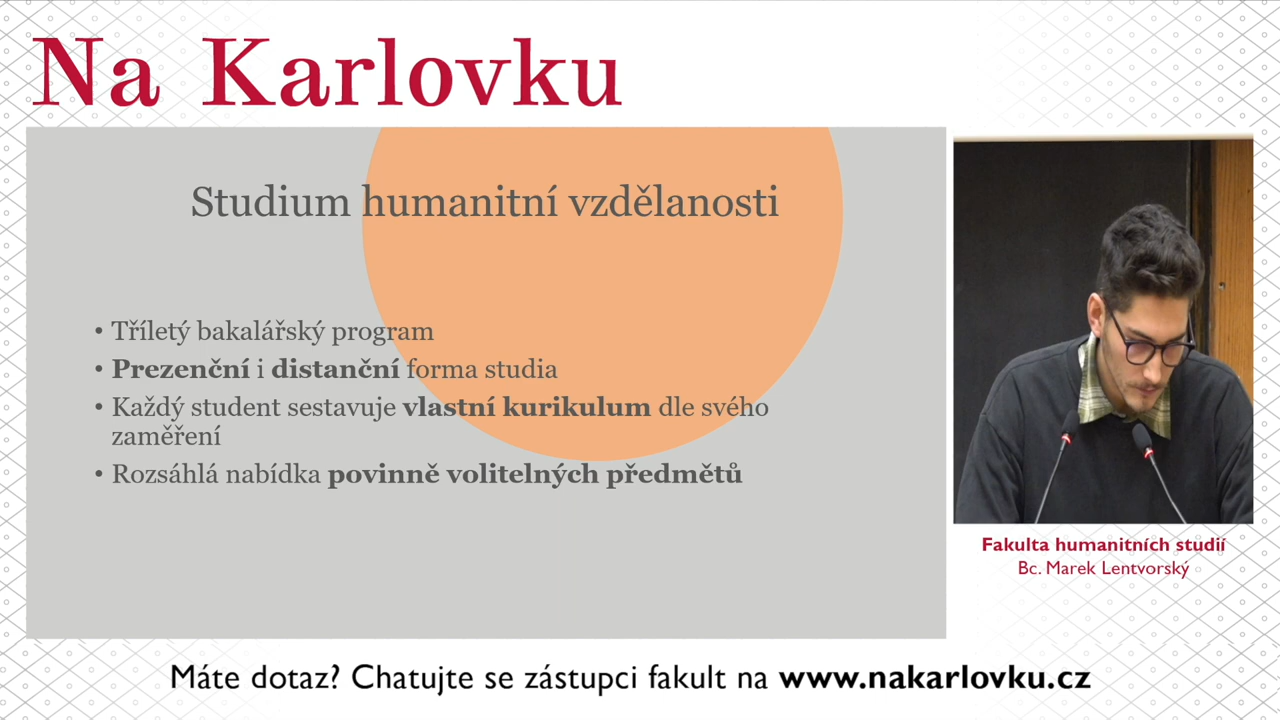 Na Karlovku
Studium humanitní vzdělanosti
• Tříletý bakalářský program
• Prezenční i distanční forma studia
• Každý student sestavuje vlastní kurikulum dle svého
zaměření
• Rozsáhlá nabídka povinně volitelných předmětů
Fakulta humanitních studií
Bc. Marek Lentvorský
Máte dotaz? Chatujte se zástupci fakult na www.nakarlovku.cz